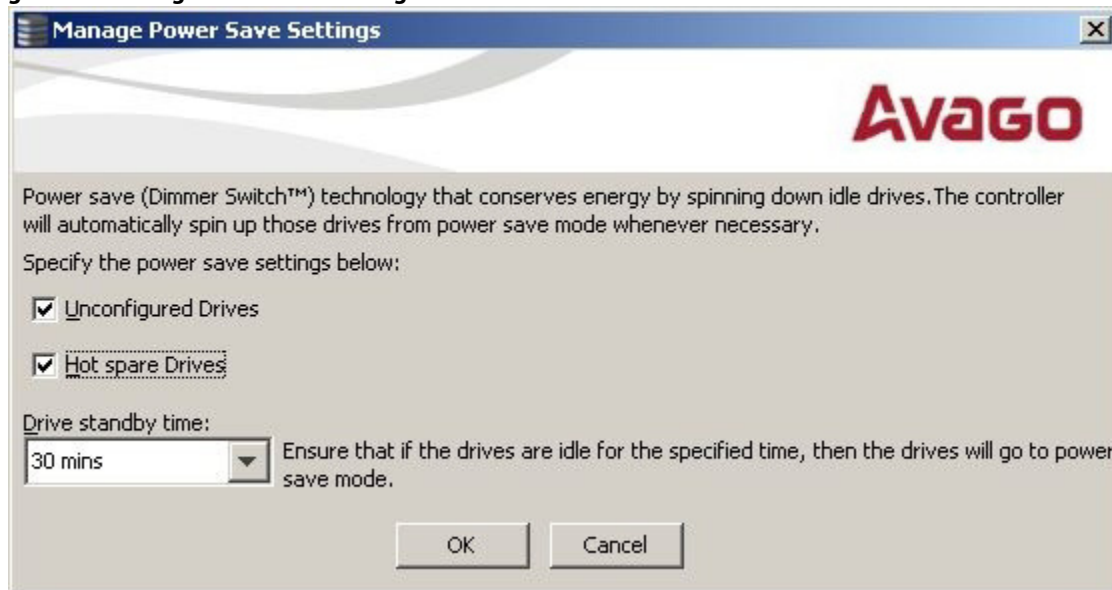 Manage Power Save Settings
Avago
Power save (Dimmer Switch™) technology that conserves energy by spinning down idle drives.The controller
will automatically spin up those drives from power save mode whenever necessary.
Specify the power save settings below:
Unconfigured Drives
Hot spare Drives
Drive standby time:
30 mins
Ensure that if the drives are idle for the specified time, then the drives will go to power
save mode.
OK
Cancel